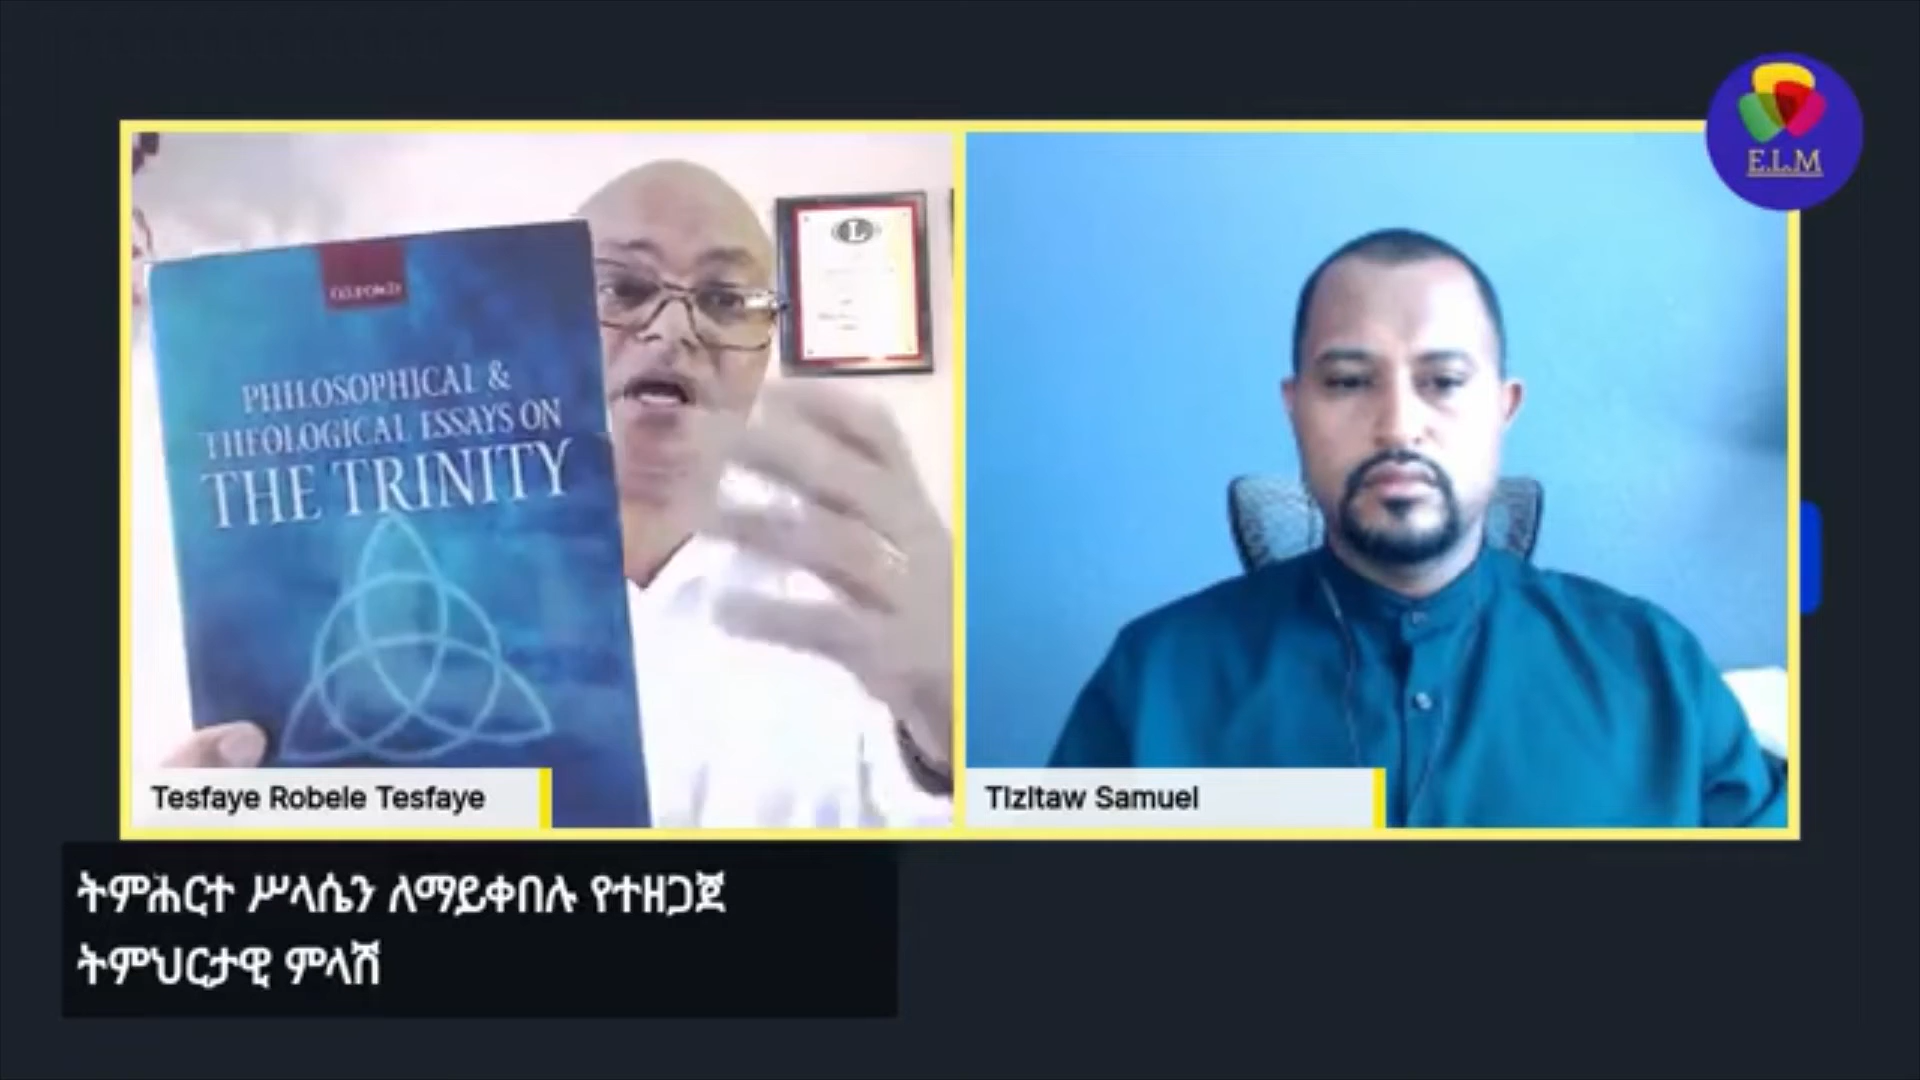 E.L.M
OXFORD
PHILOSOPHICAL &
THEOLOGICAL ESSAYS ON
THE TRINITY
L
Tesfaye Robele Tesfaye
Tizitaw Samuel
ትምሕርተ ሥላሴን ለማይቀበሉ የተዘጋጀ
ትምህርታዊ ምላሽ